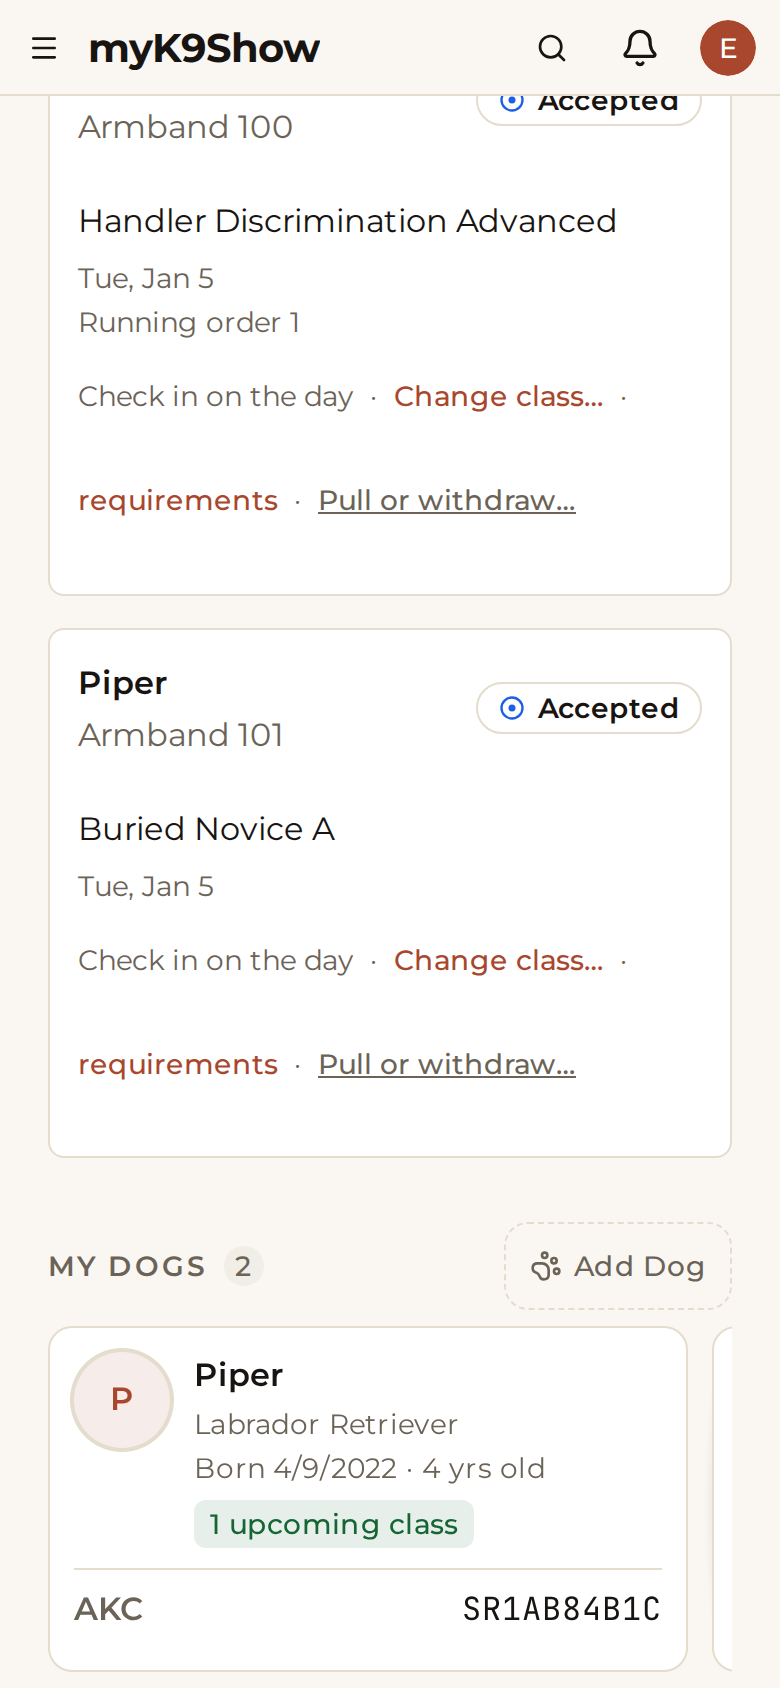 myK9Show
E
Accepted
Armband 100
Handler Discrimination Advanced
Tue, Jan 5
Running order 1
Check in on the day · Change class... ·
requirements · Pull or withdraw...
Piper
Accepted
Armband 101
Buried Novice A
Tue, Jan 5
Check in on the day · Change class... ·
requirements · Pull or withdraw...
MY DOGS 2
Add Dog
P
Piper
Labrador Retriever
Born 4/9/2022 · 4 yrs old
1 upcoming class
AKC SR1AB84B1C